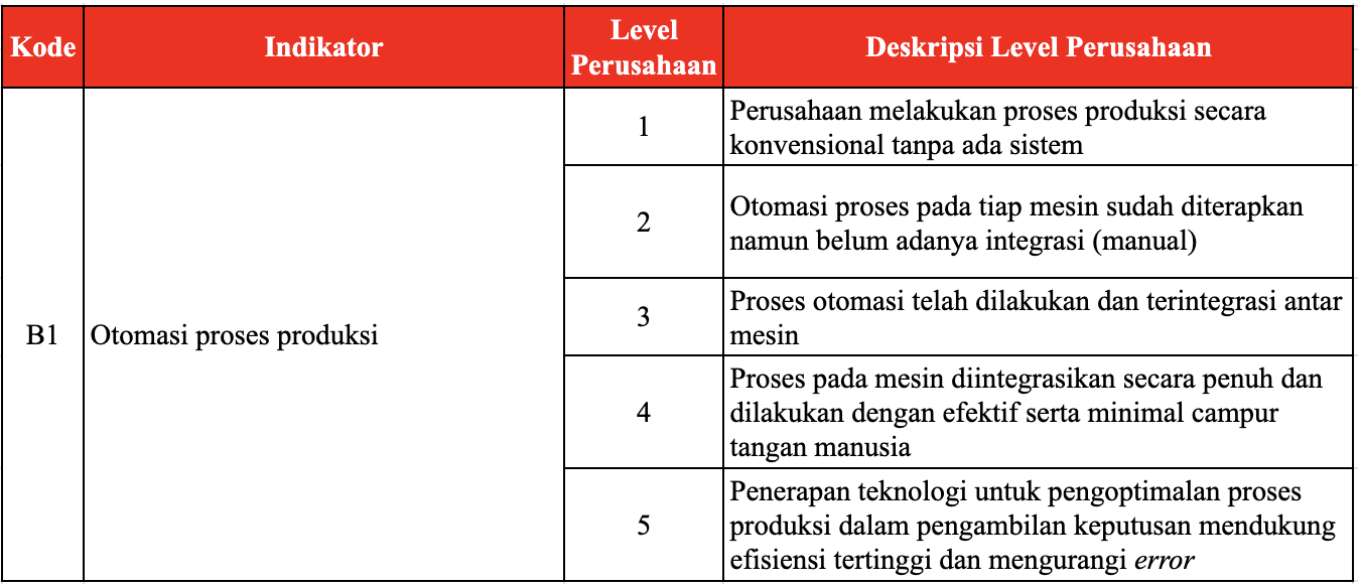 Kode
Indikator
Level
Perusahaan
Deskripsi Level Perusahaan
B1
Otomasi proses produksi
1
Perusahaan melakukan proses produksi secara
konvensional tanpa ada sistem
2
Otomasi proses pada tiap mesin sudah diterapkan
namun belum adanya integrasi (manual)
3
Proses otomasi telah dilakukan dan terintegrasi antar
mesin
4
Proses pada mesin diintegrasikan secara penuh dan
dilakukan dengan efektif serta minimal campur
tangan manusia
5
Penerapan teknologi untuk pengoptimalan proses
produksi dalam pengambilan keputusan mendukung
efisiensi tertinggi dan mengurangi error